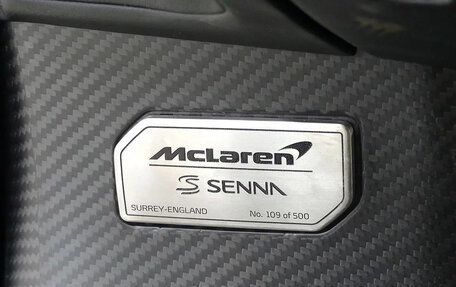 McLaren
SENNA
SURREY-ENGLAND No. 109 of 500